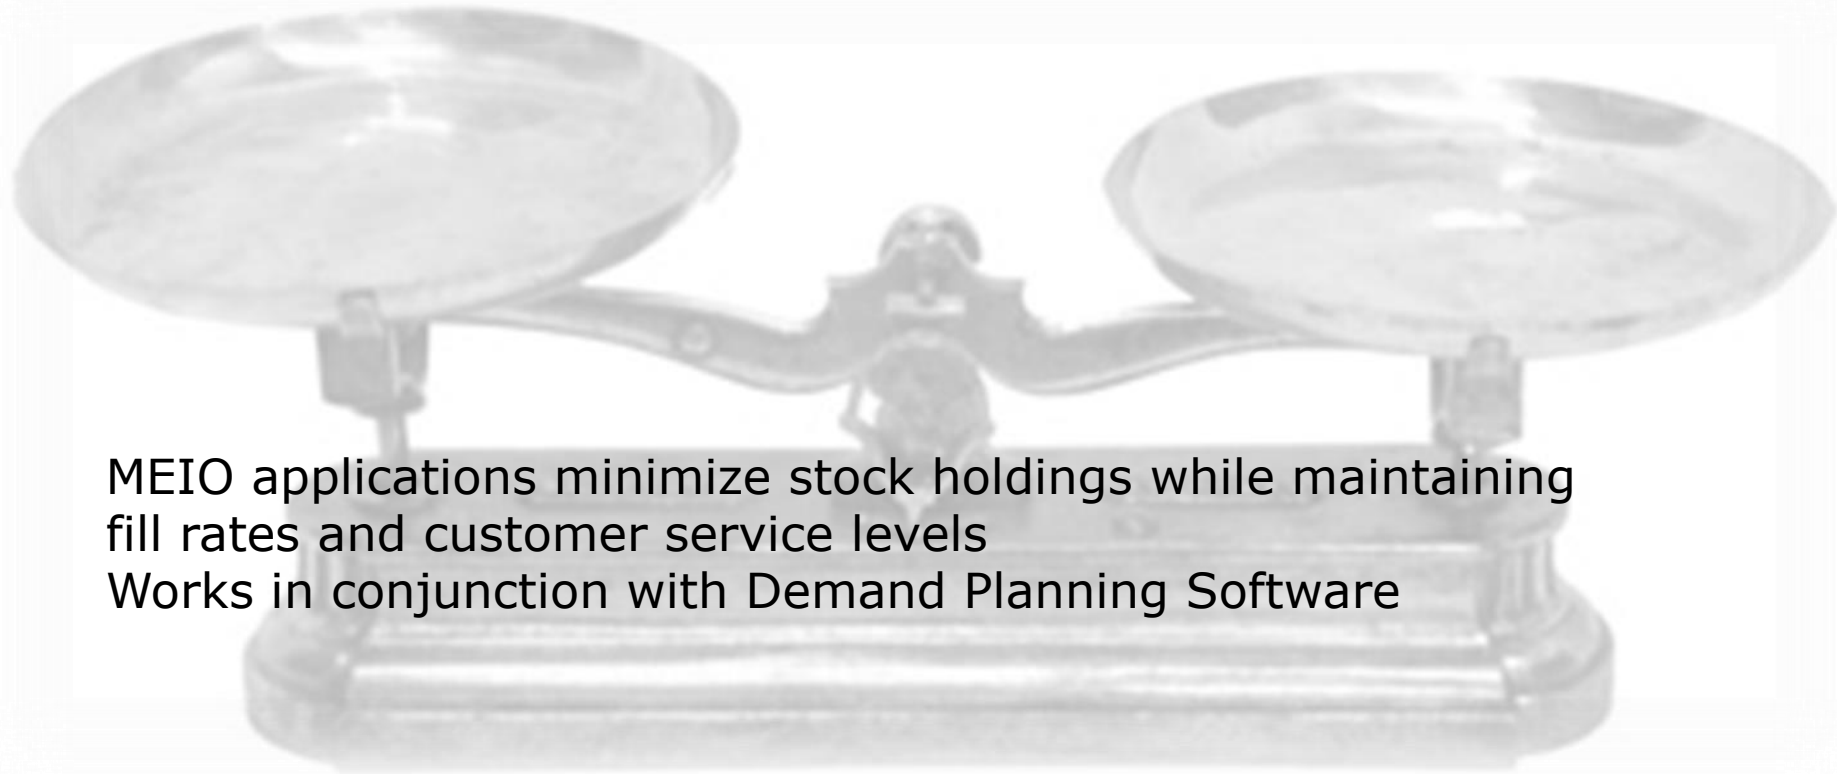 MEIO applications minimize stock holdings while maintaining
fill rates and customer service levels
Works in conjunction with Demand Planning Software